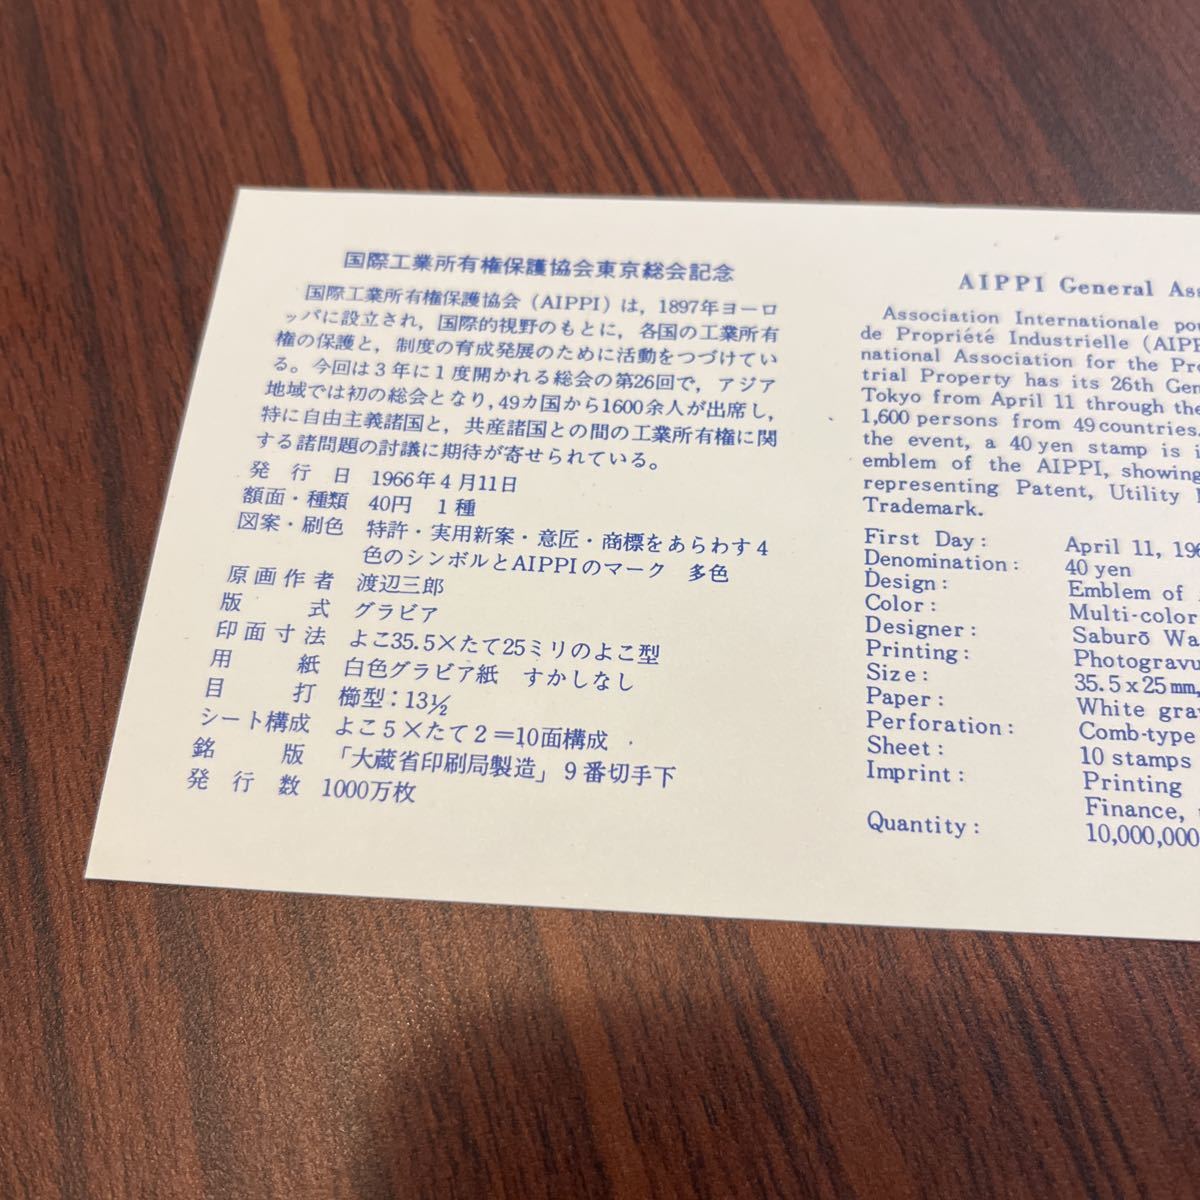 国際工業所有権保護協会東京総会記念
国際工業所有権保護協会（AIPPI）は，1897年ヨーロ
ッパに設立され，国際的視野のもとに，各国の工業所有
権の保護と，制度の育成発展のために活動をつづけてい
る。今回は3年に1度開かれる総会の第26回で，アジア
地域では初の総会となり，49カ国から1600余人が出席し，
特に自由主義諸国と，共産諸国との間の工業所有権に関
する諸問題の討議に期待が寄せられている。
発行日 1966年4月11日
額面・種類 40円 1種
図案・刷色 特許・実用新案・意匠・商標をあらわす4
色のシンボルとAIPPIのマーク 多色
原画作者 渡辺三郎
版式 グラビア
印面寸法 よこ35.5×たて25ミリのよこ型
用紙 白色グラビア紙 すかしなし
目打 櫛型：13½
シート構成 よこ5×たて2＝10面構成
銘版 「大蔵省印刷局製造」9番切手下
発行数 1000万枚
AIPPI General Ass
Association Internationale po
de Propriété Industrielle (AIPP
national Association for the Pro
trial Property has its 26th Gen
Tokyo from April 11 through the
1,600 persons from 49 countries.
the event, a 40 yen stamp is i
emblem of the AIPPI, showing
representing Patent, Utility
Trademark.
First Day: April 11, 196
Denomination: 40 yen
Design: Emblem of
Color: Multi-color
Designer: Saburō Wa
Printing: Photogravu
Size: 35.5x25mm,
Paper: White gra
Perforation: Comb-type
Sheet: 10 stamps
Imprint: Printing
Finance,
Quantity: 10,000,000